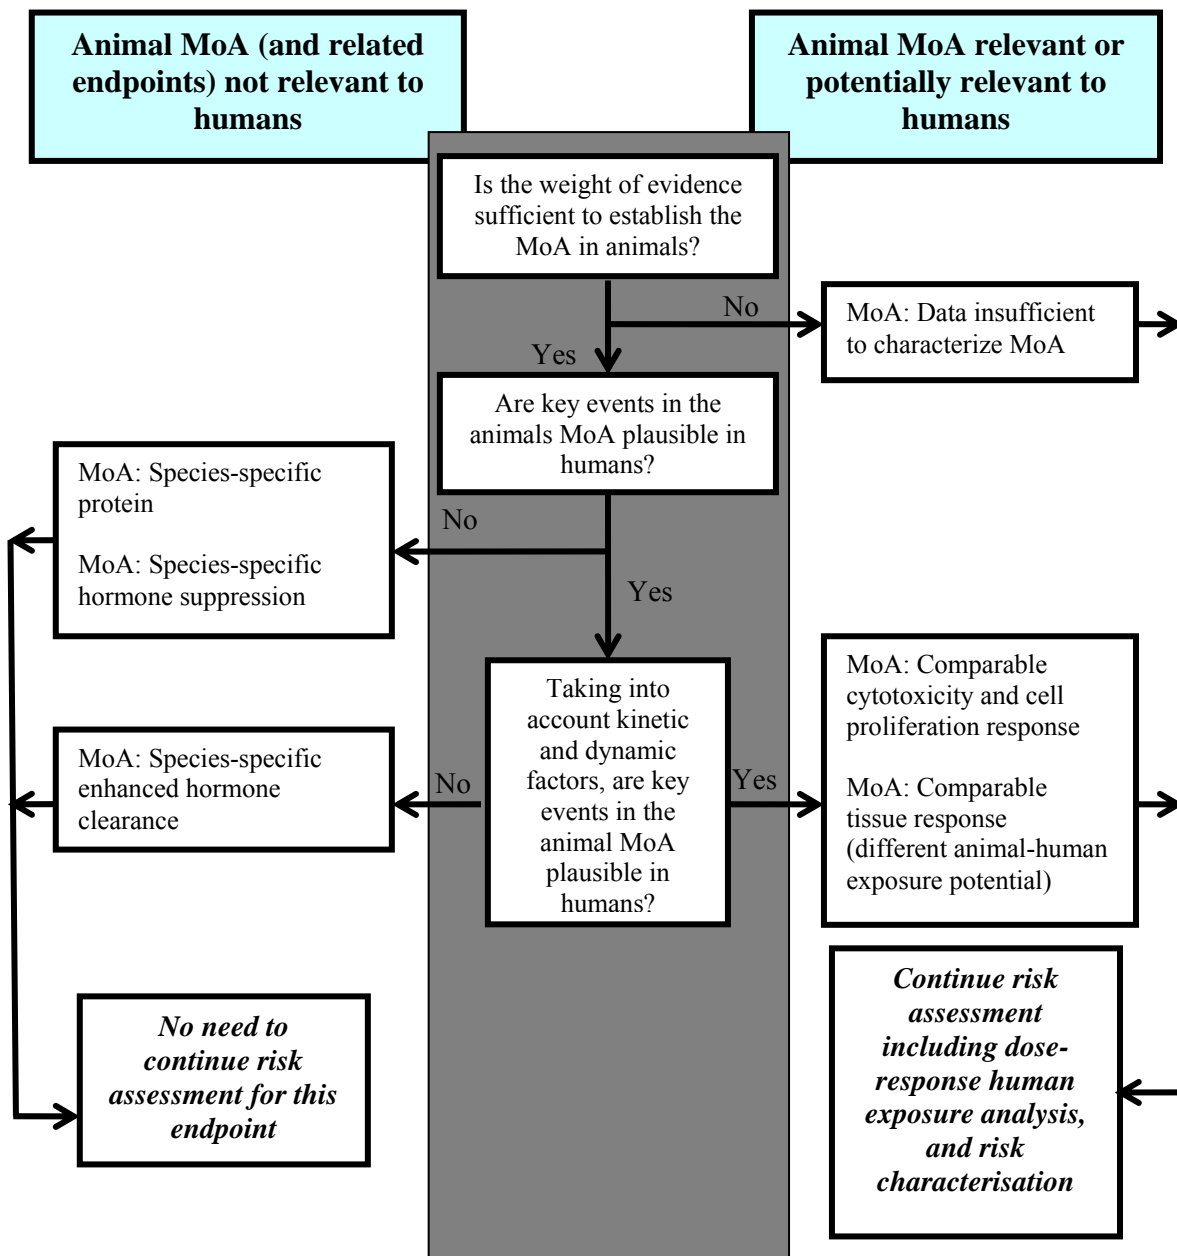 Animal MoA (and related
endpoints) not relevant to
humans
Animal MoA relevant or
potentially relevant to
humans
Is the weight of evidence
sufficient to establish the
MoA in animals?
No
MoA: Data insufficient
to characterize MoA
Yes
Are key events in the
animals MoA plausible in
humans?
MoA: Species-specific
protein
MoA: Species-specific
hormone suppression
No
Yes
Taking into
account kinetic
and dynamic
factors, are key
events in the
animal MoA
plausible in
humans?
MoA: Comparable
cytotoxicity and cell
proliferation response
MoA: Comparable
tissue response
(different animal-human
exposure potential)
MoA: Species-specific
enhanced hormone
clearance
No
Yes
No need to
continue risk
assessment for this
endpoint
Continue risk
assessment
including dose-
response human
exposure analysis,
and risk
characterisation